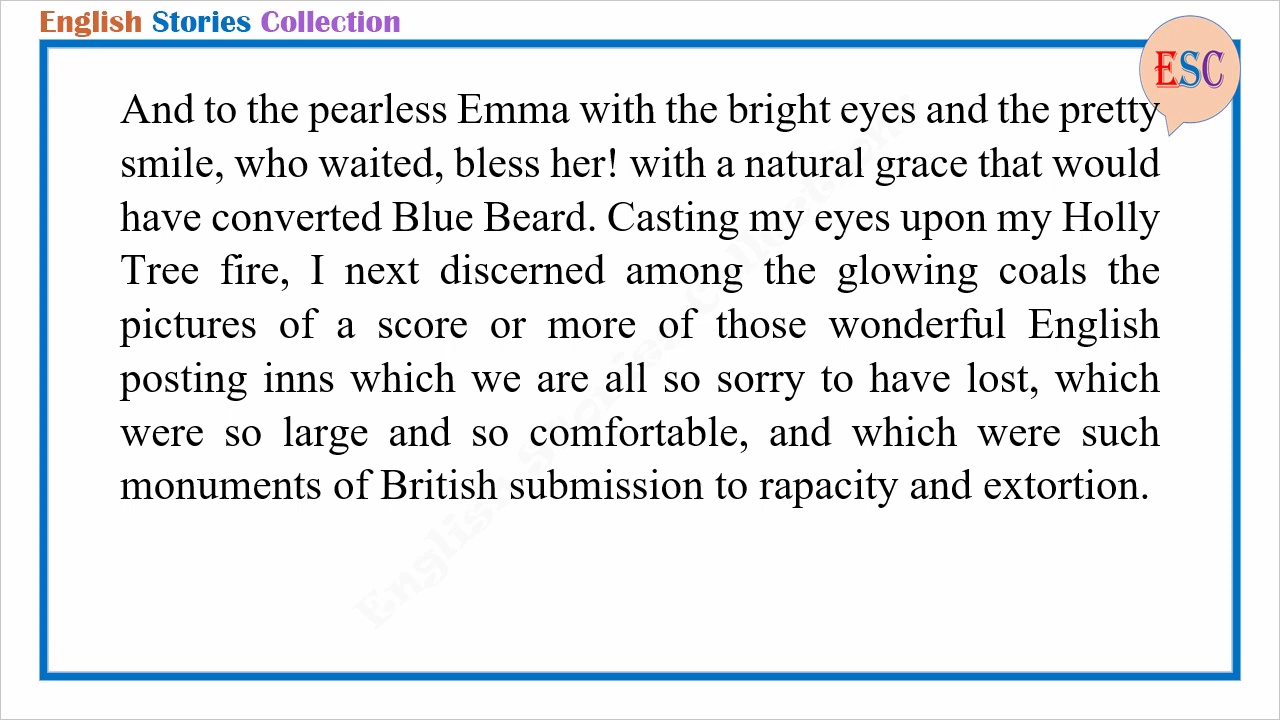 English Stories Collection
ESC
And to the pearless Emma with the bright eyes and the pretty
smile, who waited, bless her! with a natural grace that would
have converted Blue Beard. Casting my eyes upon my Holly
Tree fire, I next discerned among the glowing coals the
pictures of a score or more of those wonderful English
posting inns which we are all so sorry to have lost, which
were so large and so comfortable, and which were such
monuments of British submission to rapacity and extortion.
English Stories Collection